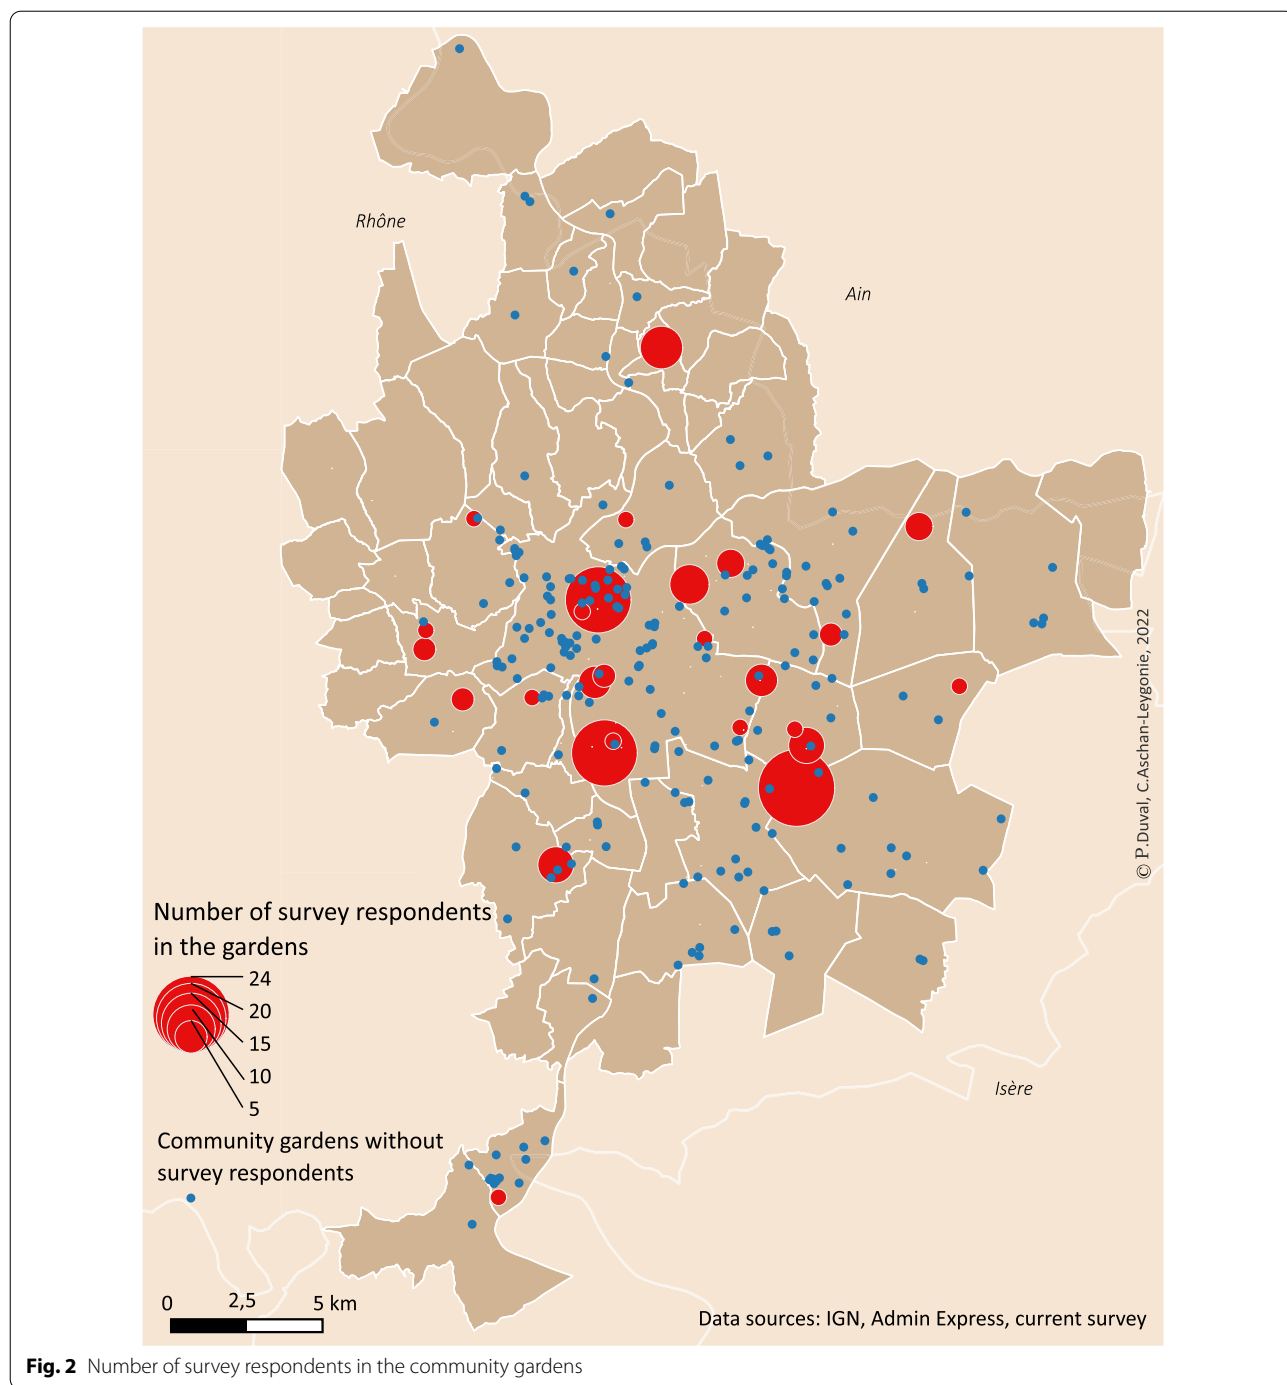 Rhône
Ain
© P.Duval, C.Aschan-Leygonie, 2022
Number of survey respondents
in the gardens
24
20
15
10
5
Isère
Community gardens without
survey respondents
0 2,5 5 km
Data sources: IGN, Admin Express, current survey
Fig. 2 Number of survey respondents in the community gardens